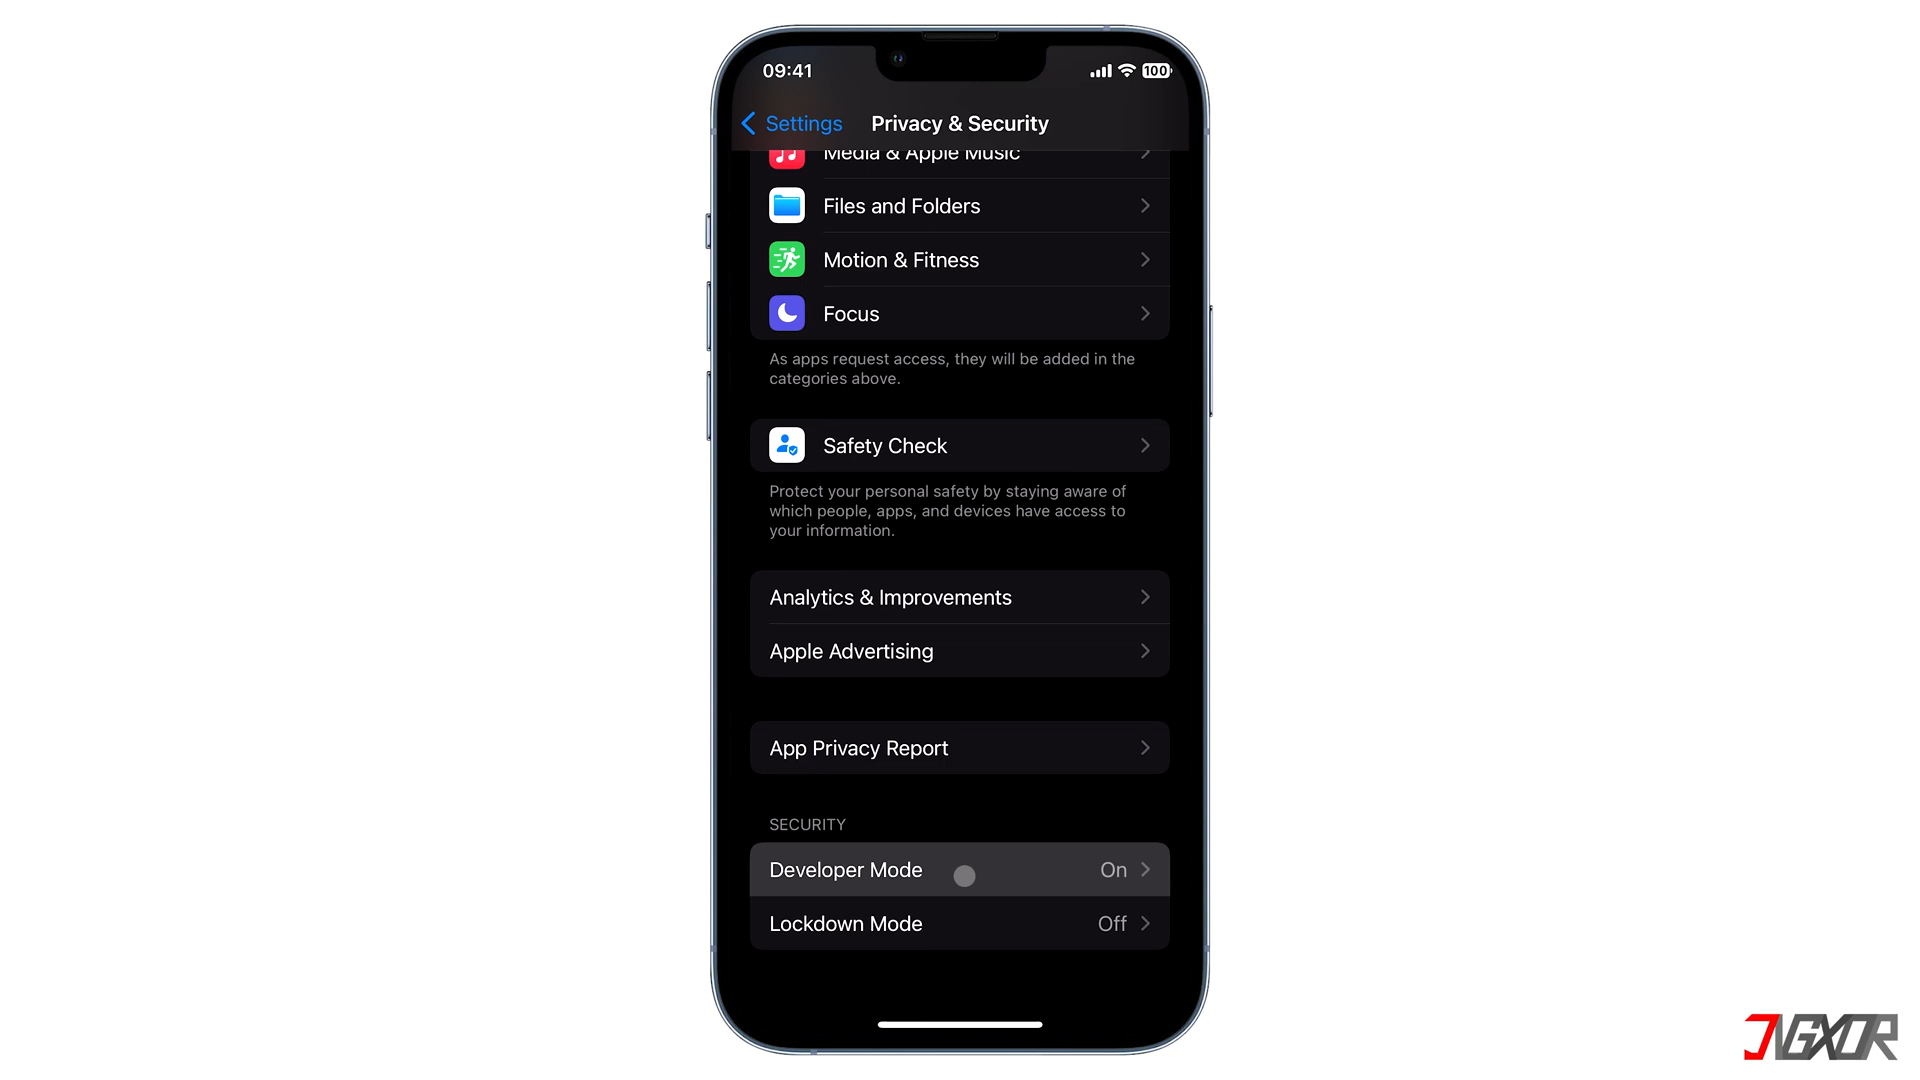 09:41
100
Settings
Privacy & Security
Media & Apple Music
Files and Folders
Motion & Fitness
Focus
As apps request access, they will be added in the
categories above.
Safety Check
Protect your personal safety by staying aware of
which people, apps, and devices have access to
your information.
Analytics & Improvements
Apple Advertising
App Privacy Report
SECURITY
Developer Mode On
Lockdown Mode Off